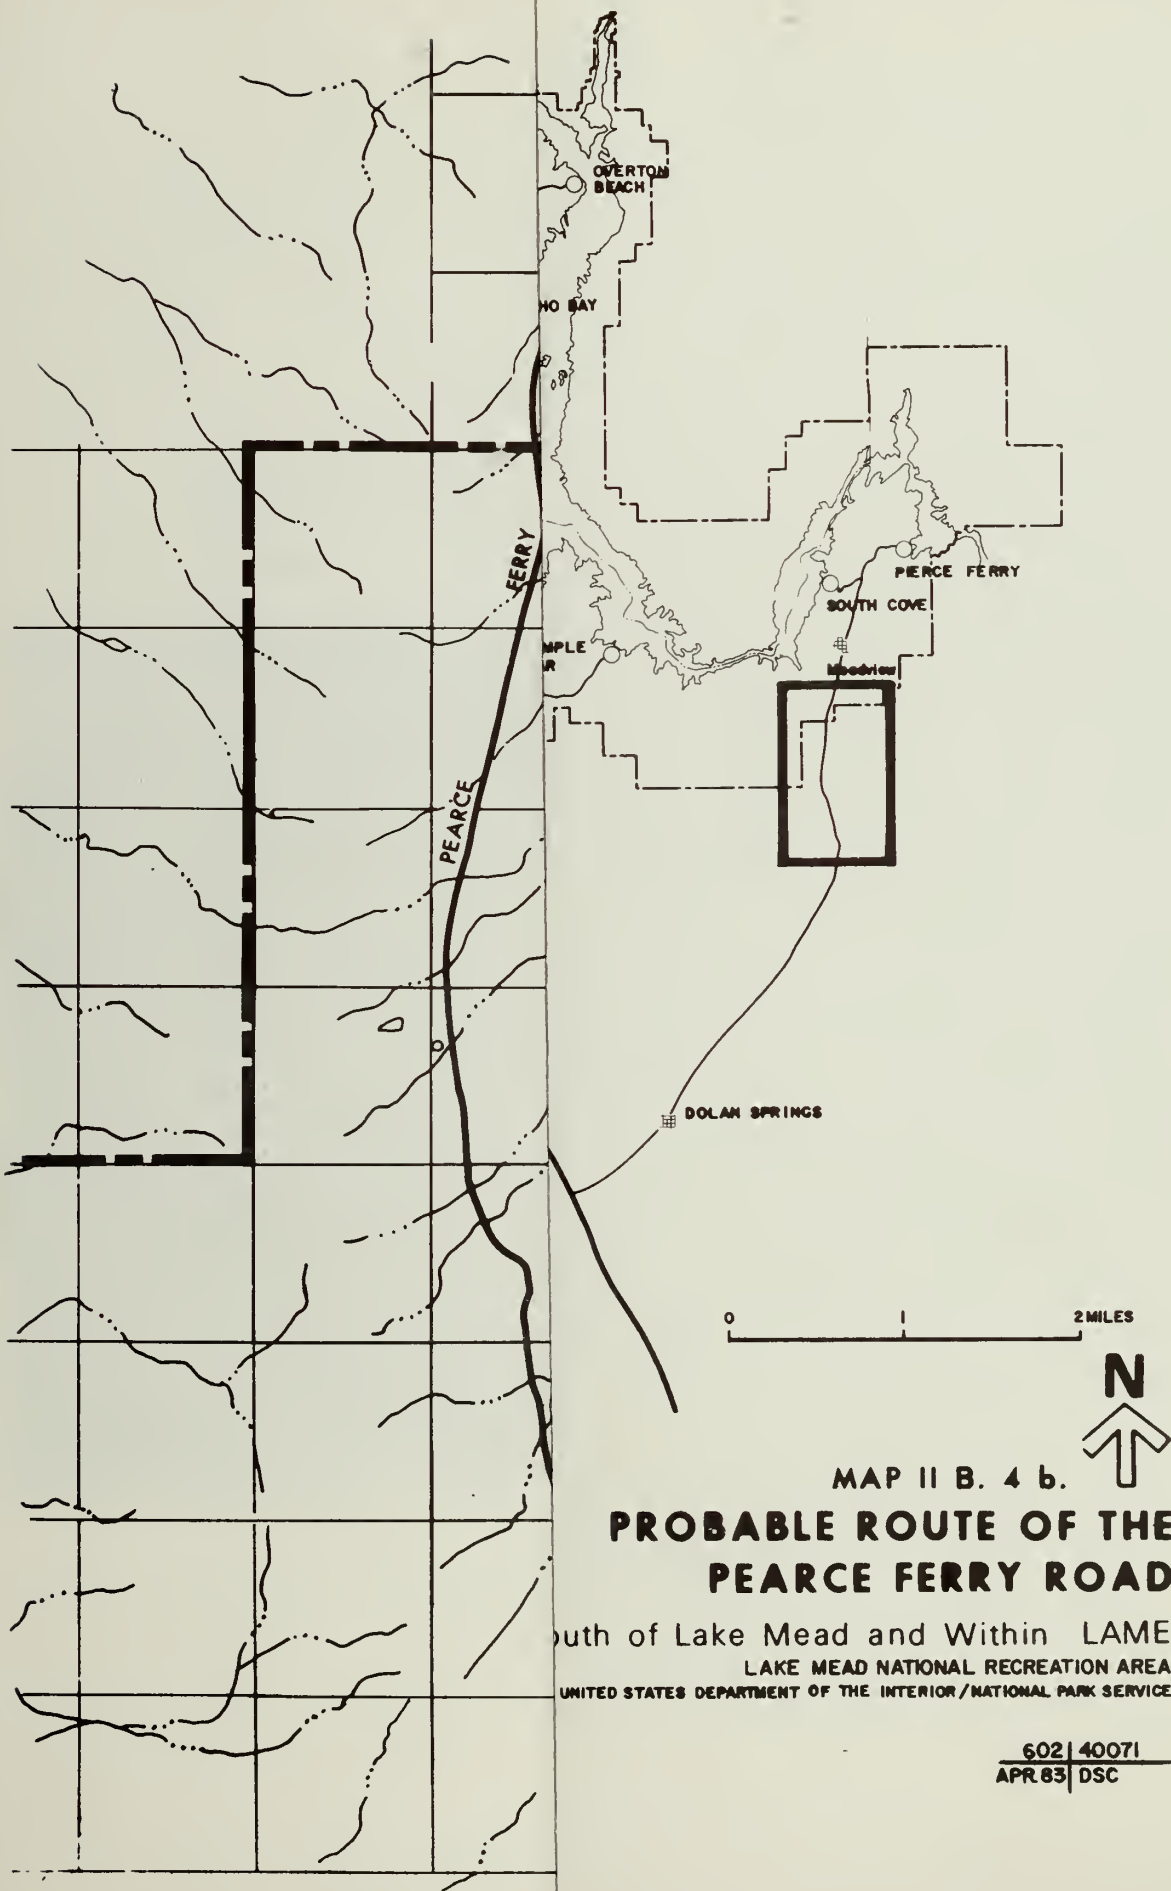 OVERTON
BEACH
HO BAY
FERRY
PIERCE FERRY
SOUTH COVE
MPLE
AR
Meadview
PEARCE
DOLAN SPRINGS
0 1 2 MILES
N
MAP II B. 4 b.
PROBABLE ROUTE OF THE
PEARCE FERRY ROAD
outh of Lake Mead and Within LAME
LAKE MEAD NATIONAL RECREATION AREA
UNITED STATES DEPARTMENT OF THE INTERIOR/NATIONAL PARK SERVICE
602 | 40071
APR. 83 | DSC